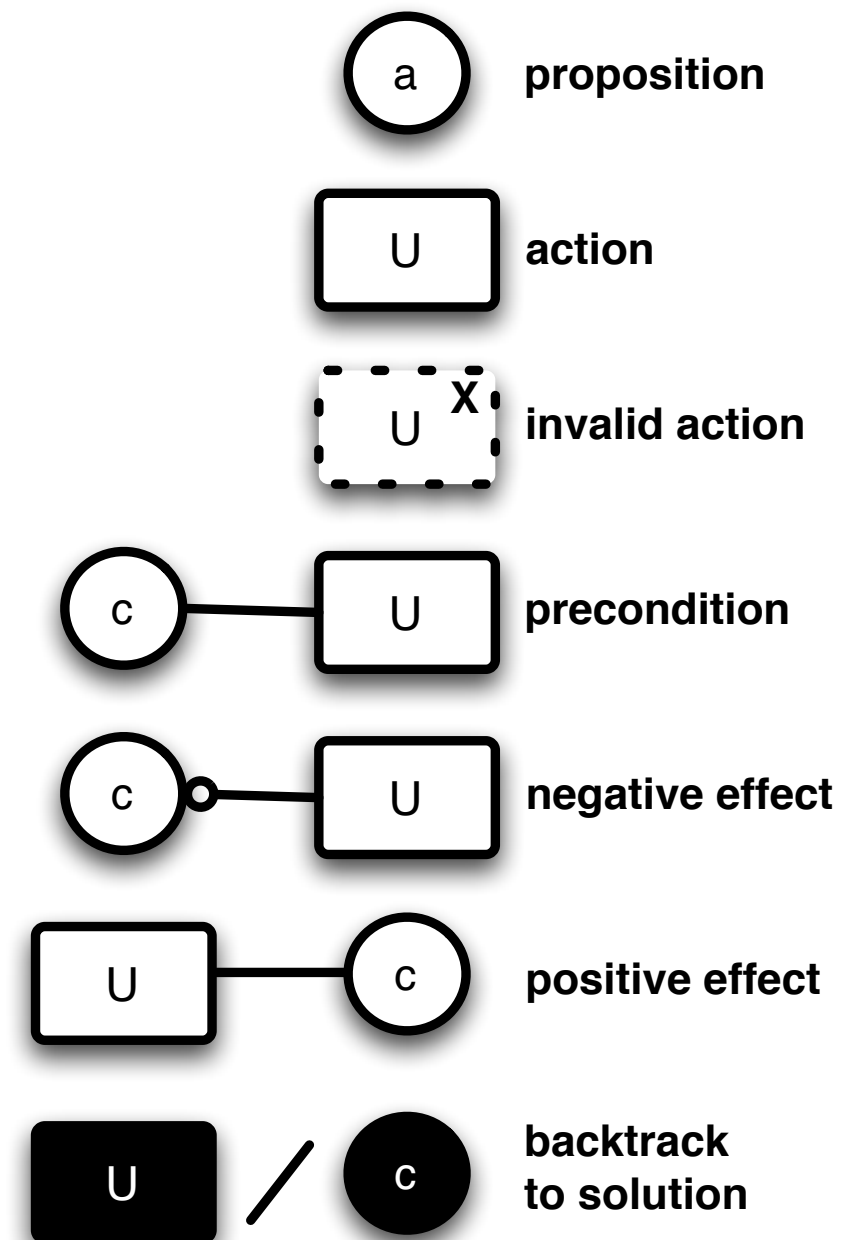 a proposition
U action
U X invalid action
c U precondition
c U negative effect
U c positive effect
U c backtrack
to solution